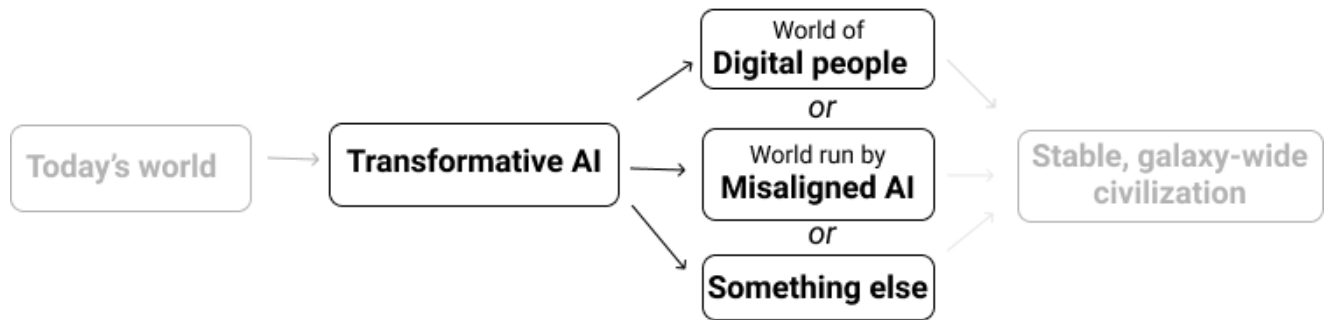 Today's world
Transformative AI
World of
Digital people
or
World run by
Misaligned AI
or
Something else
Stable, galaxy-wide
civilization